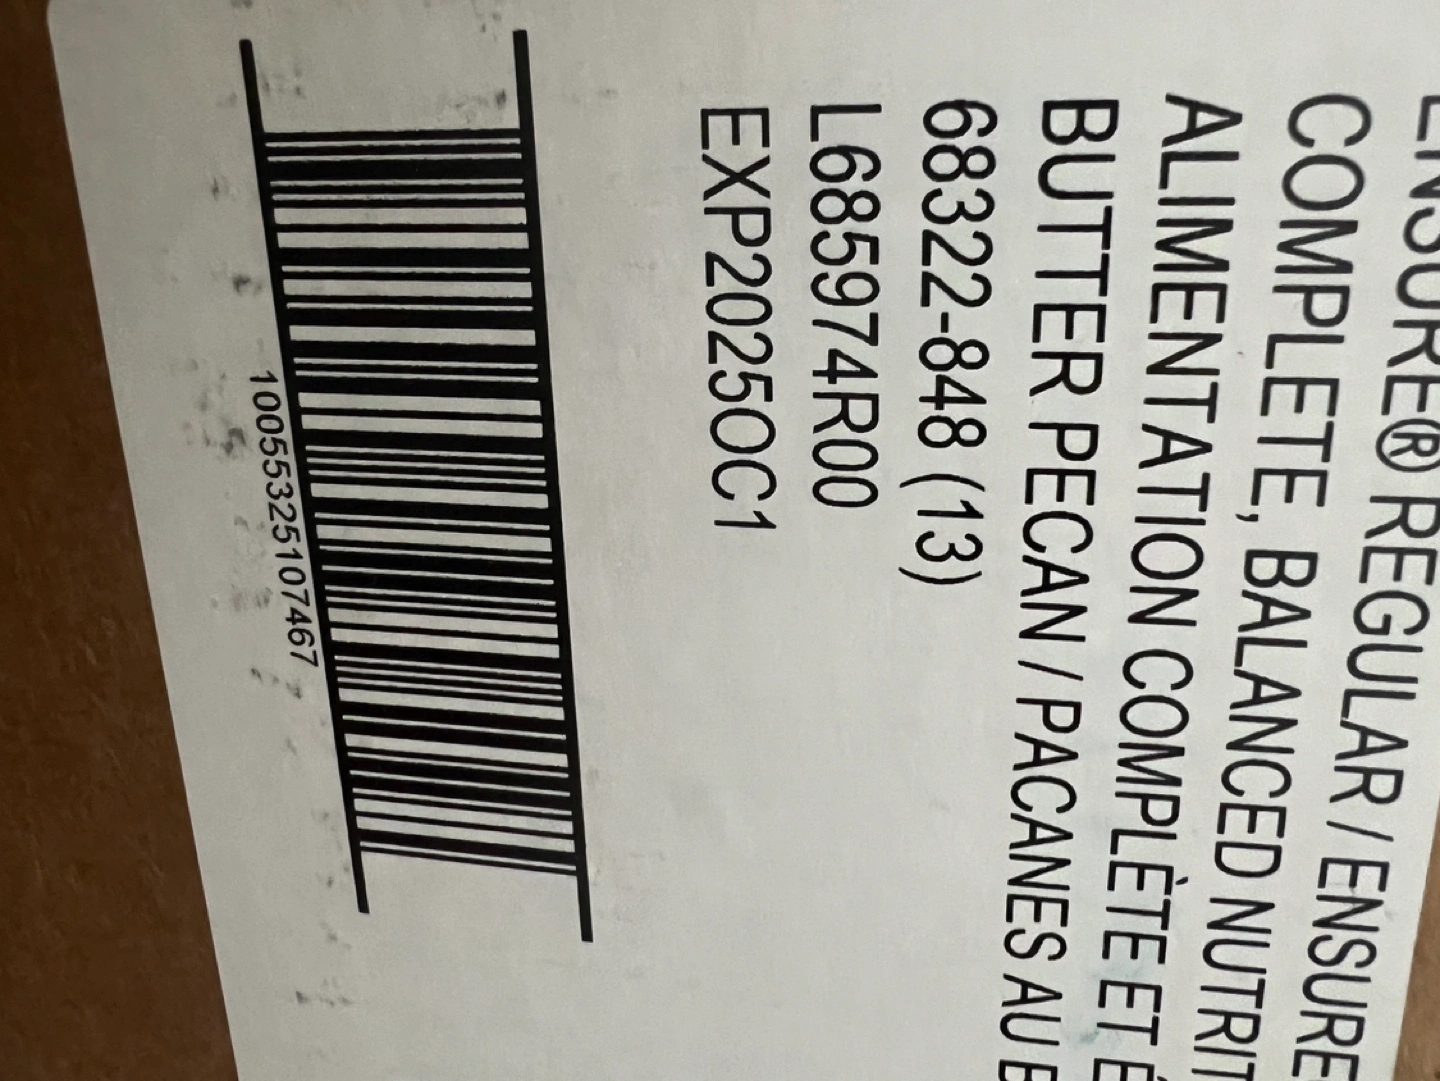 ENSURE® REGULAR / ENSURE
COMPLETE, BALANCED NUTRIT
ALIMENTATION COMPLÈTE ET É
BUTTER PECAN / PACANES AU B
68322-848 (13)
L685974R00
EXP2025OC1
10055325107467